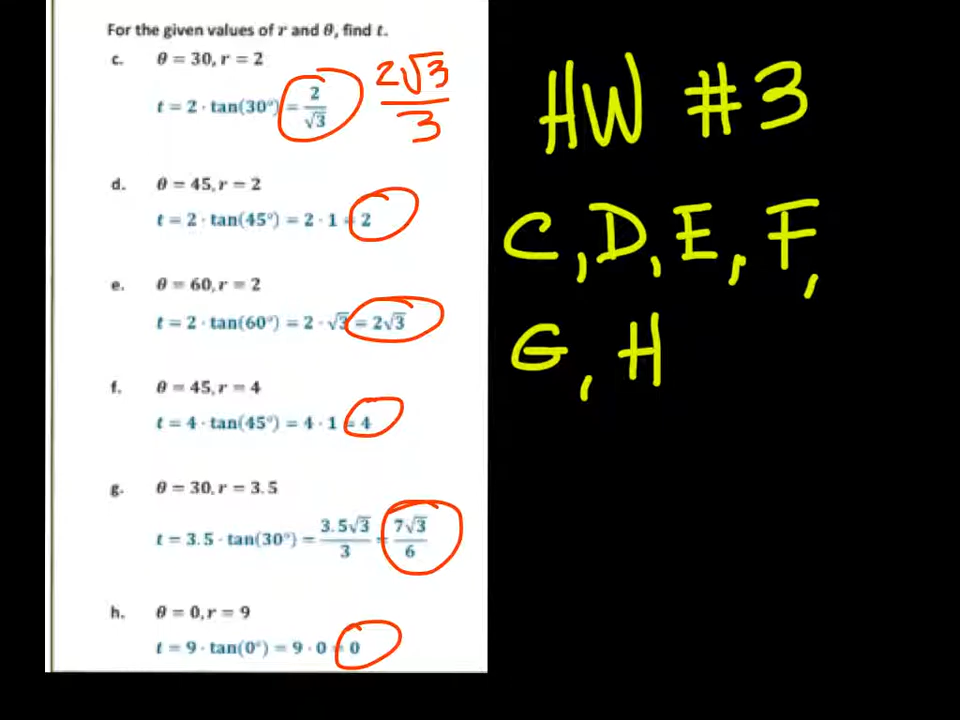 For the given values of r and θ, find t.
c. θ = 30, r = 2
t = 2 · tan(30°) = 2/√3
2√3/3
d. θ = 45, r = 2
t = 2 · tan(45°) = 2 · 1 = 2
e. θ = 60, r = 2
t = 2 · tan(60°) = 2 · √3 = 2√3
f. θ = 45, r = 4
t = 4 · tan(45°) = 4 · 1 = 4
g. θ = 30, r = 3.5
t = 3.5 · tan(30°) = 3.5√3/3 = 7√3/6
h. θ = 0, r = 9
t = 9 · tan(0°) = 9 · 0 = 0
HW #3
C, D, E, F,
G, H